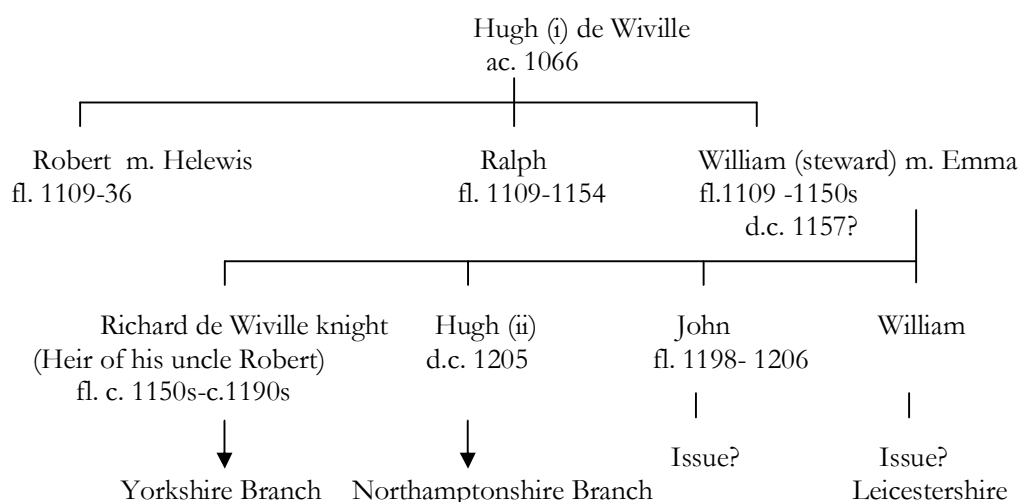 Hugh (i) de Wiville
ac. 1066
Robert m. Helewis
fl. 1109-36
Ralph
fl. 1109-1154
William (steward) m. Emma
fl.1109 -1150s
d.c. 1157?
Richard de Wiville knight
(Heir of his uncle Robert)
fl. c. 1150s-c.1190s
Hugh (ii)
d.c. 1205
John
fl. 1198- 1206
William
Issue?
Issue?
Yorkshire Branch
Northamptonshire Branch
Leicestershire